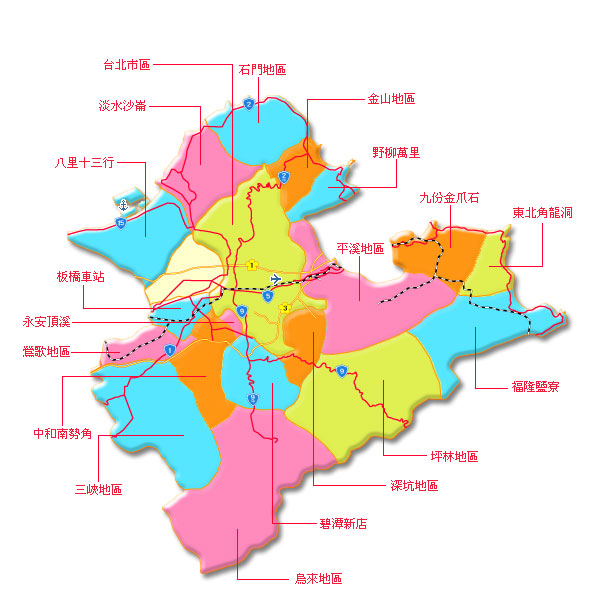 台北市區
石門地區
淡水沙崙
金山地區
2
野柳萬里
八里十三行
2
九份金爪石
東北角龍洞
15
平溪地區
1
板橋車站
5
永安頂溪
9
3
鶯歌地區
1
9
福隆鹽寮
9
中和南勢角
坪林地區
三峽地區
深坑地區
碧潭新店
烏來地區